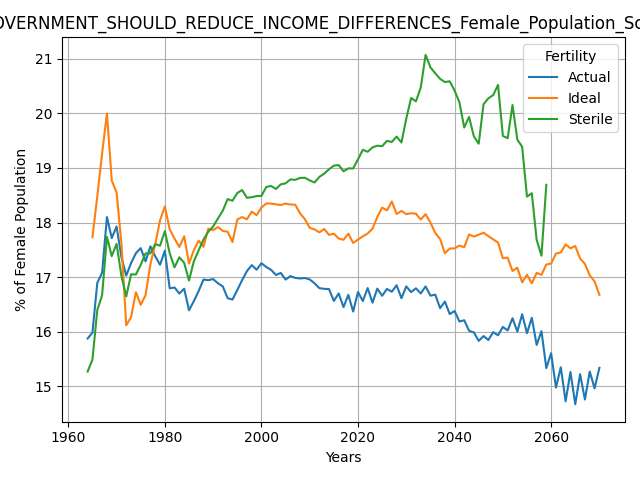 OVERNMENT_SHOULD_REDUCE_INCOME_DIFFERENCES_Female_Population_So
Fertility
Actual
Ideal
Sterile
% of Female Population
21
20
19
18
17
16
15
1960 1980 2000 2020 2040 2060
Years